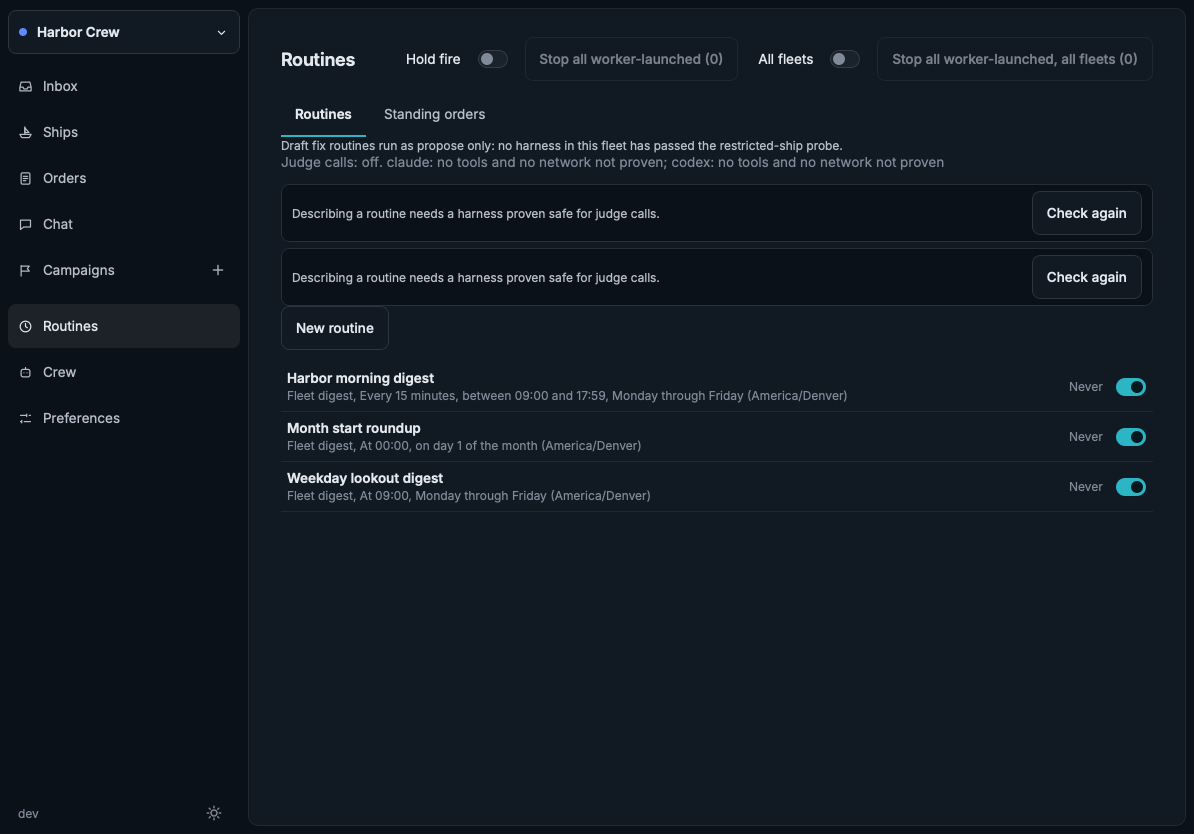 Harbor Crew
Inbox
Ships
Orders
Chat
Campaigns
Routines
Crew
Preferences
dev
Routines
Hold fire
Stop all worker-launched (0)
All fleets
Stop all worker-launched, all fleets (0)
Routines
Standing orders
Draft fix routines run as propose only: no harness in this fleet has passed the restricted-ship probe.
Judge calls: off. claude: no tools and no network not proven; codex: no tools and no network not proven
Describing a routine needs a harness proven safe for judge calls.
Check again
Describing a routine needs a harness proven safe for judge calls.
Check again
New routine
Harbor morning digest
Fleet digest, Every 15 minutes, between 09:00 and 17:59, Monday through Friday (America/Denver)
Never
Month start roundup
Fleet digest, At 00:00, on day 1 of the month (America/Denver)
Never
Weekday lookout digest
Fleet digest, At 09:00, Monday through Friday (America/Denver)
Never